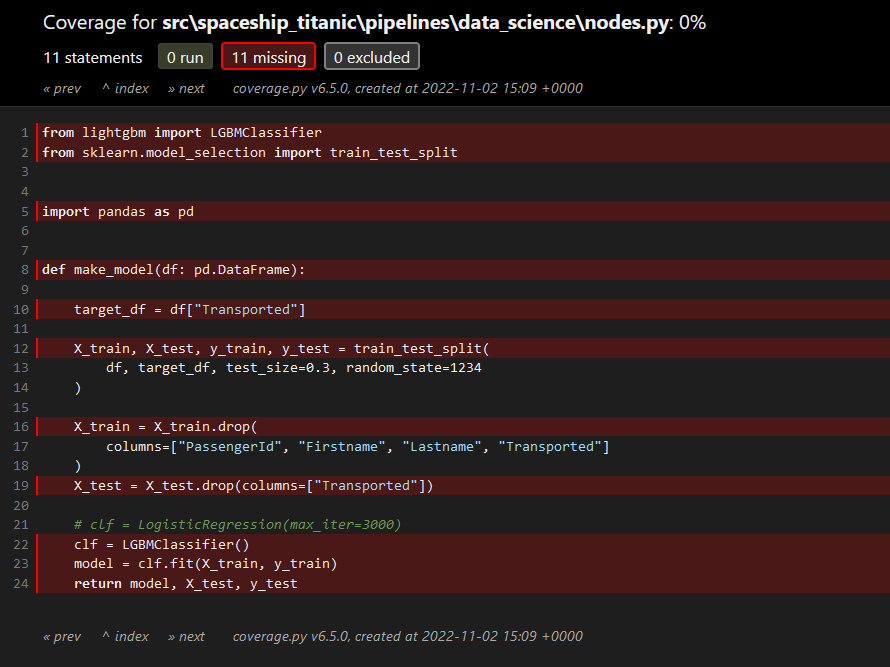 Coverage for src\spaceship_titanic\pipelines\data_science\nodes.py: 0%
11 statements 0 run 11 missing 0 excluded
« prev ^ index » next coverage.py v6.5.0, created at 2022-11-02 15:09 +0000
1 from lightgbm import LGBMClassifier
2 from sklearn.model_selection import train_test_split
3
4
5 import pandas as pd
6
7
8 def make_model(df: pd.DataFrame):
9
10     target_df = df["Transported"]
11
12     X_train, X_test, y_train, y_test = train_test_split(
13         df, target_df, test_size=0.3, random_state=1234
14     )
15
16     X_train = X_train.drop(
17         columns=["PassengerId", "Firstname", "Lastname", "Transported"]
18     )
19     X_test = X_test.drop(columns=["Transported"])
20
21     # clf = LogisticRegression(max_iter=3000)
22     clf = LGBMClassifier()
23     model = clf.fit(X_train, y_train)
24     return model, X_test, y_test
« prev ^ index » next coverage.py v6.5.0, created at 2022-11-02 15:09 +0000